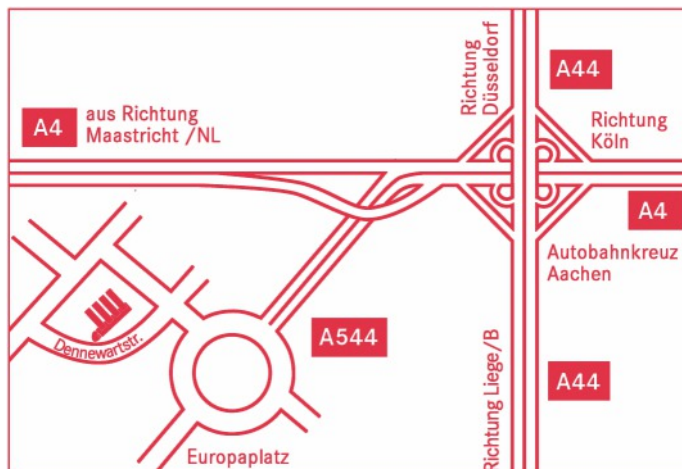 Richtung
Düsseldorf
A44
A4
aus Richtung
Maastricht /NL
Richtung
Köln
A4
Autobahnkreuz
Aachen
Dennewartstr.
A544
Richtung Liege/B
A44
Europaplatz